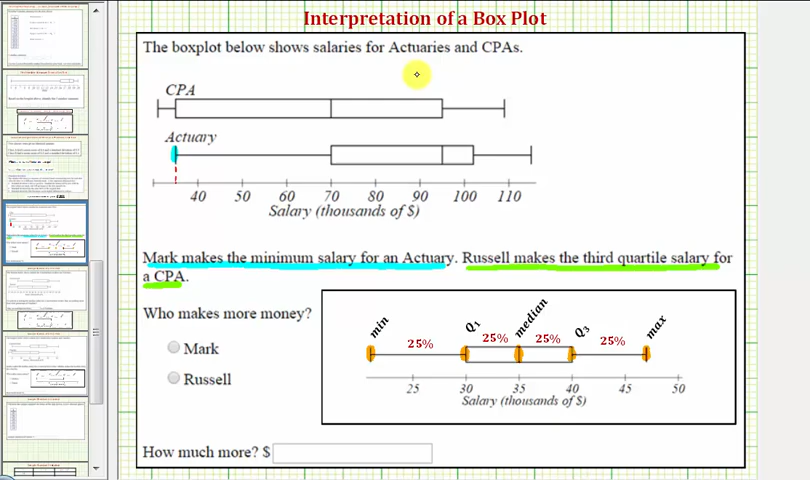 Interpretation of a Box Plot
The boxplot below shows salaries for Actuaries and CPAs.
CPA
Actuary
40 50 60 70 80 90 100 110
Salary (thousands of $)
Mark makes the minimum salary for an Actuary. Russell makes the third quartile salary for
a CPA.
Who makes more money?
Mark
Russell
min Q1 median Q3 max
25% 25% 25% 25%
25 30 35 40 45 50
Salary (thousands of $)
How much more? $